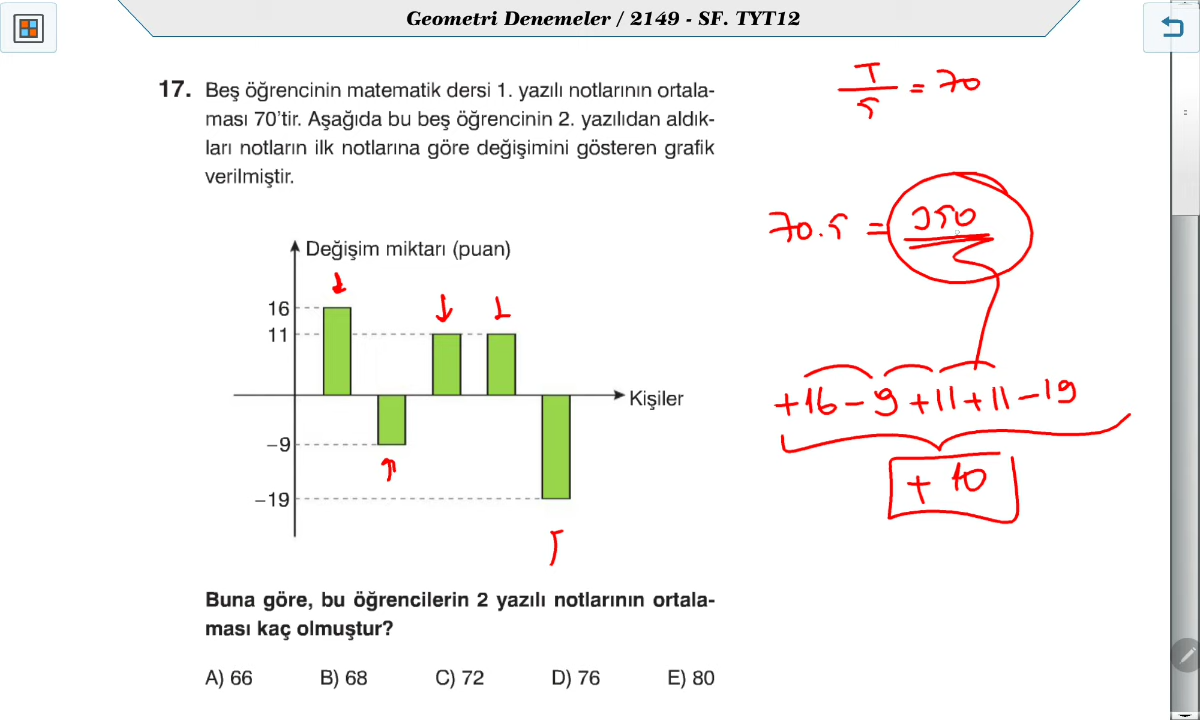 Geometri Denemeler / 2149 - SF. TYT12
17. Beş öğrencinin matematik dersi 1. yazılı notlarının ortala-
ması 70'tir. Aşağıda bu beş öğrencinin 2. yazılıdan aldık-
ları notların ilk notlarına göre değişimini gösteren grafik
verilmiştir.
Değişim miktarı (puan)
16
11
Kişiler
–9
–19
Buna göre, bu öğrencilerin 2 yazılı notlarının ortala-
ması kaç olmuştur?
A) 66 B) 68 C) 72 D) 76 E) 80
T/5 = 70
70.5 = 350
+16-9+11+11-19
+10